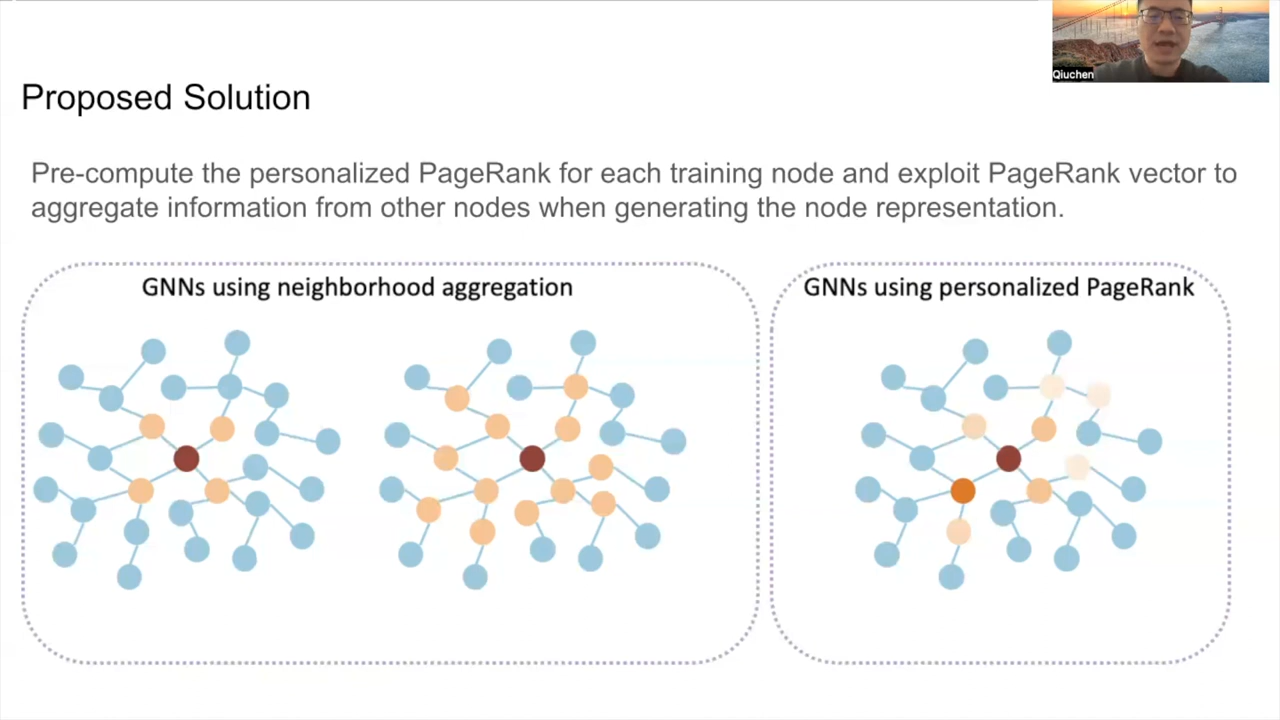 Qiuchen
Proposed Solution
Pre-compute the personalized PageRank for each training node and exploit PageRank vector to
aggregate information from other nodes when generating the node representation.
GNNs using neighborhood aggregation
GNNs using personalized PageRank